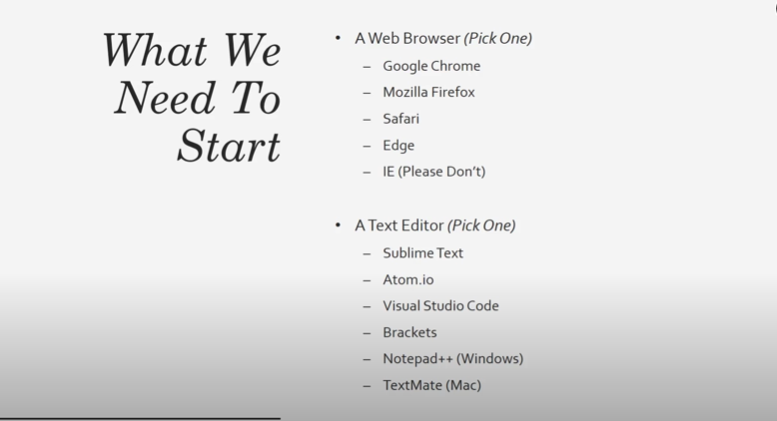 What We
Need To
Start
• A Web Browser (Pick One)
– Google Chrome
– Mozilla Firefox
– Safari
– Edge
– IE (Please Don't)
• A Text Editor (Pick One)
– Sublime Text
– Atom.io
– Visual Studio Code
– Brackets
– Notepad++ (Windows)
– TextMate (Mac)